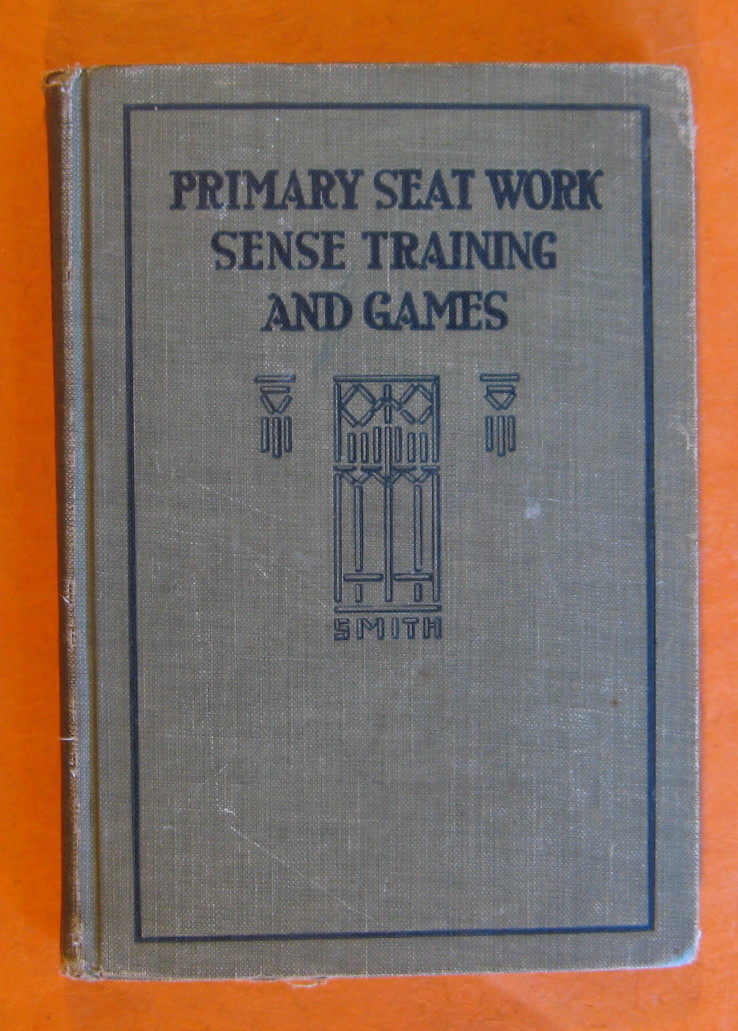 PRIMARY SEAT WORK
SENSE TRAINING
AND GAMES
SMITH